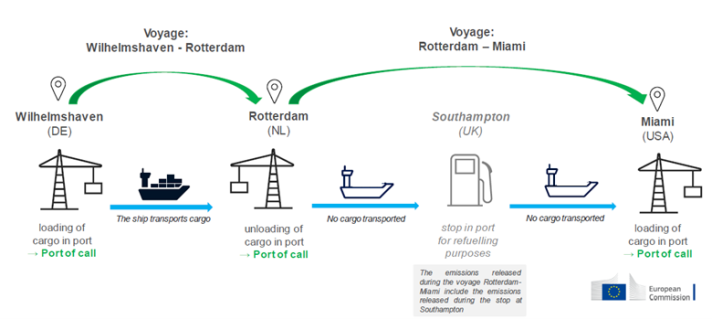 Voyage:
Wilhelmshaven - Rotterdam
Voyage:
Rotterdam – Miami
Wilhelmshaven
(DE)
Rotterdam
(NL)
Southampton
(UK)
Miami
(USA)
loading of
cargo in port
→ Port of call
The ship transports cargo
unloading of
cargo in port
→ Port of call
No cargo transported
stop in port
for refuelling
purposes
No cargo transported
loading of
cargo in port
→ Port of call
The emissions released
during the voyage Rotterdam-
Miami include the emissions
released during the stop at
Southampton
European
Commission